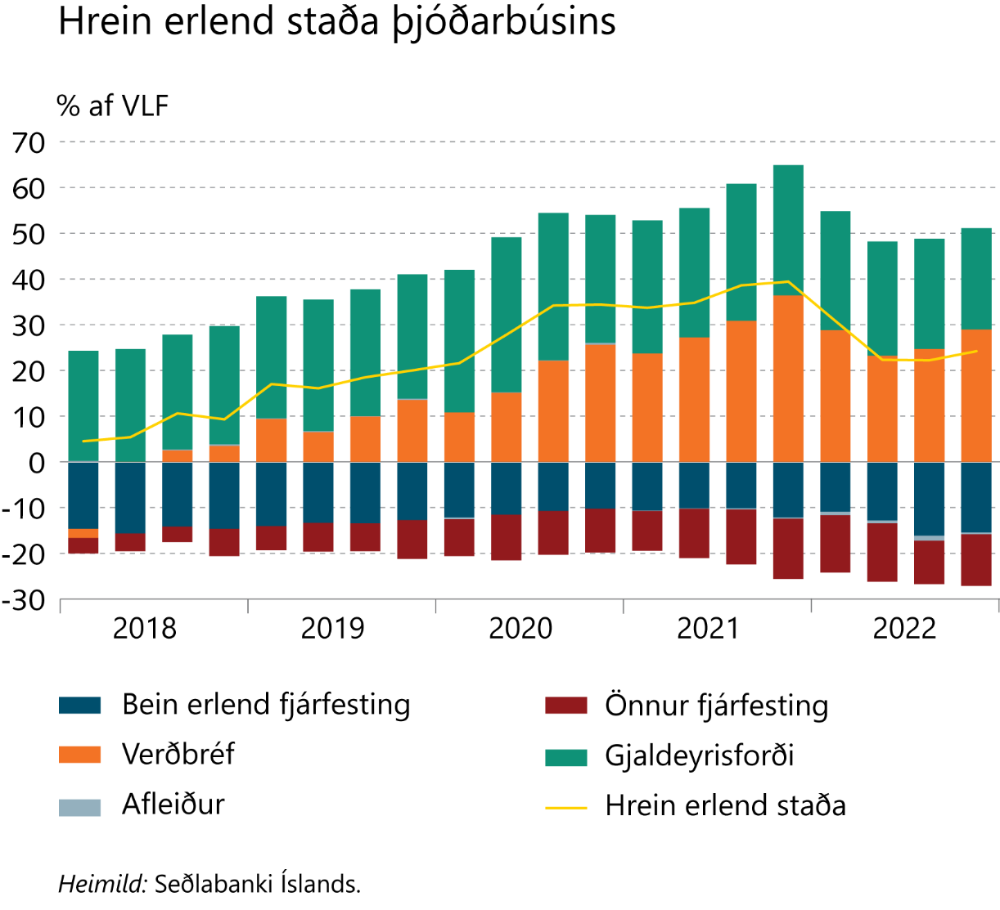 Hrein erlend staða þjóðarbúsins
% af VLF
70
60
50
40
30
20
10
0
-10
-20
-30
2018 2019 2020 2021 2022
Bein erlend fjárfesting
Önnur fjárfesting
Verðbréf
Gjaldeyrisforði
Afleiður
Hrein erlend staða
Heimild: Seðlabanki Íslands.